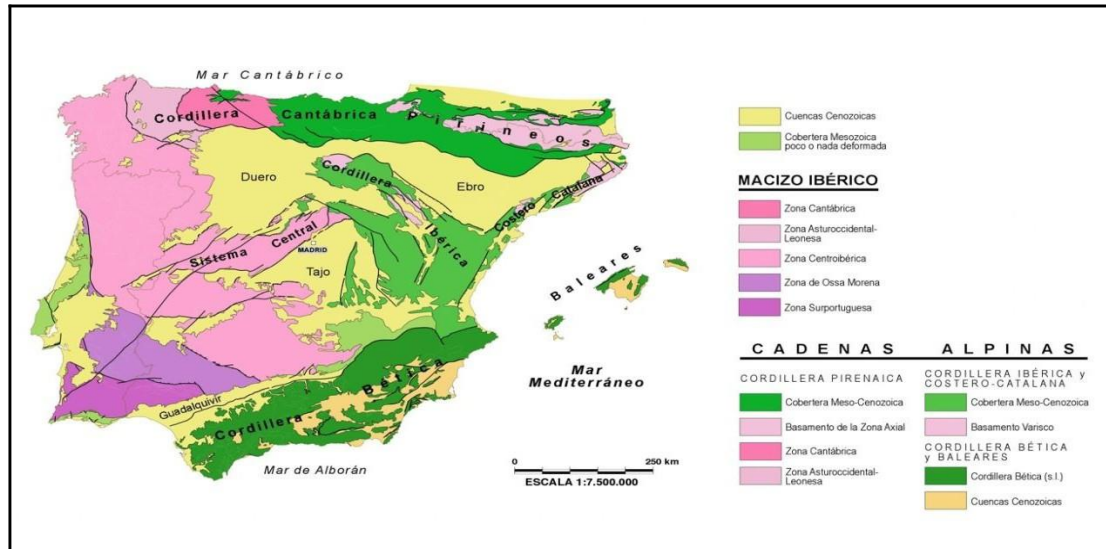 Mar Cantábrico
Cordillera Cantábrica
Pirineos
Duero
Cordillera
Ibérica
Ebro
Costero Catalana
Sistema Central
MADRID
Tajo
Baleares
Mar
Mediterráneo
Guadalquivir
Cordillera Bética
Mar de Alborán
0 250 km
ESCALA 1:7.500.000
Cuencas Cenozoicas
Cobertera Mesozoica
poco o nada deformada
MACIZO IBÉRICO
Zona Cantábrica
Zona Asturoccidental-
Leonesa
Zona Centroibérica
Zona de Ossa Morena
Zona Surportuguesa
CADENAS ALPINAS
CORDILLERA PIRENAICA
Cobertera Meso-Cenozoica
Basamento de la Zona Axial
Zona Cantábrica
Zona Asturoccidental-
Leonesa
CORDILLERA IBÉRICA y
COSTERO-CATALANA
Cobertera Meso-Cenozoica
Basamento Varisco
CORDILLERA BÉTICA
y BALEARES
Cordillera Bética (s.l.)
Cuencas Cenozoicas